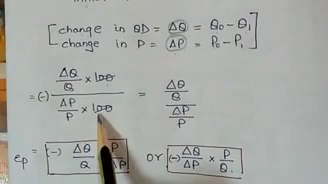 [change in QD = ΔQ = Q₀ - Q₁
change in P = ΔP = P₀ - P₁]
= (-) ΔQ/Q × 100 / ΔP/P × 100 = ΔQ/Q / ΔP/P
eₚ = (-) ΔQ/Q P/ΔP or (-) ΔQ/ΔP × P/Q.